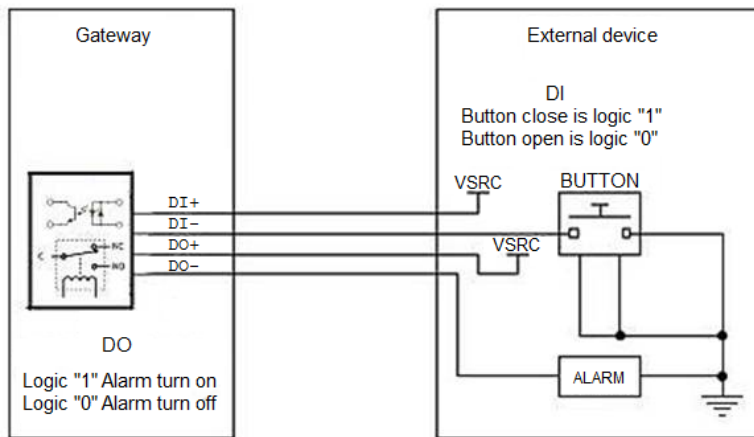 Gateway
External device
DI
Button close is logic "1"
Button open is logic "0"
VSRC
BUTTON
DI+
DI-
DO+
VSRC
DO-
C
NC
NO
DO
Logic "1" Alarm turn on
Logic "0" Alarm turn off
ALARM